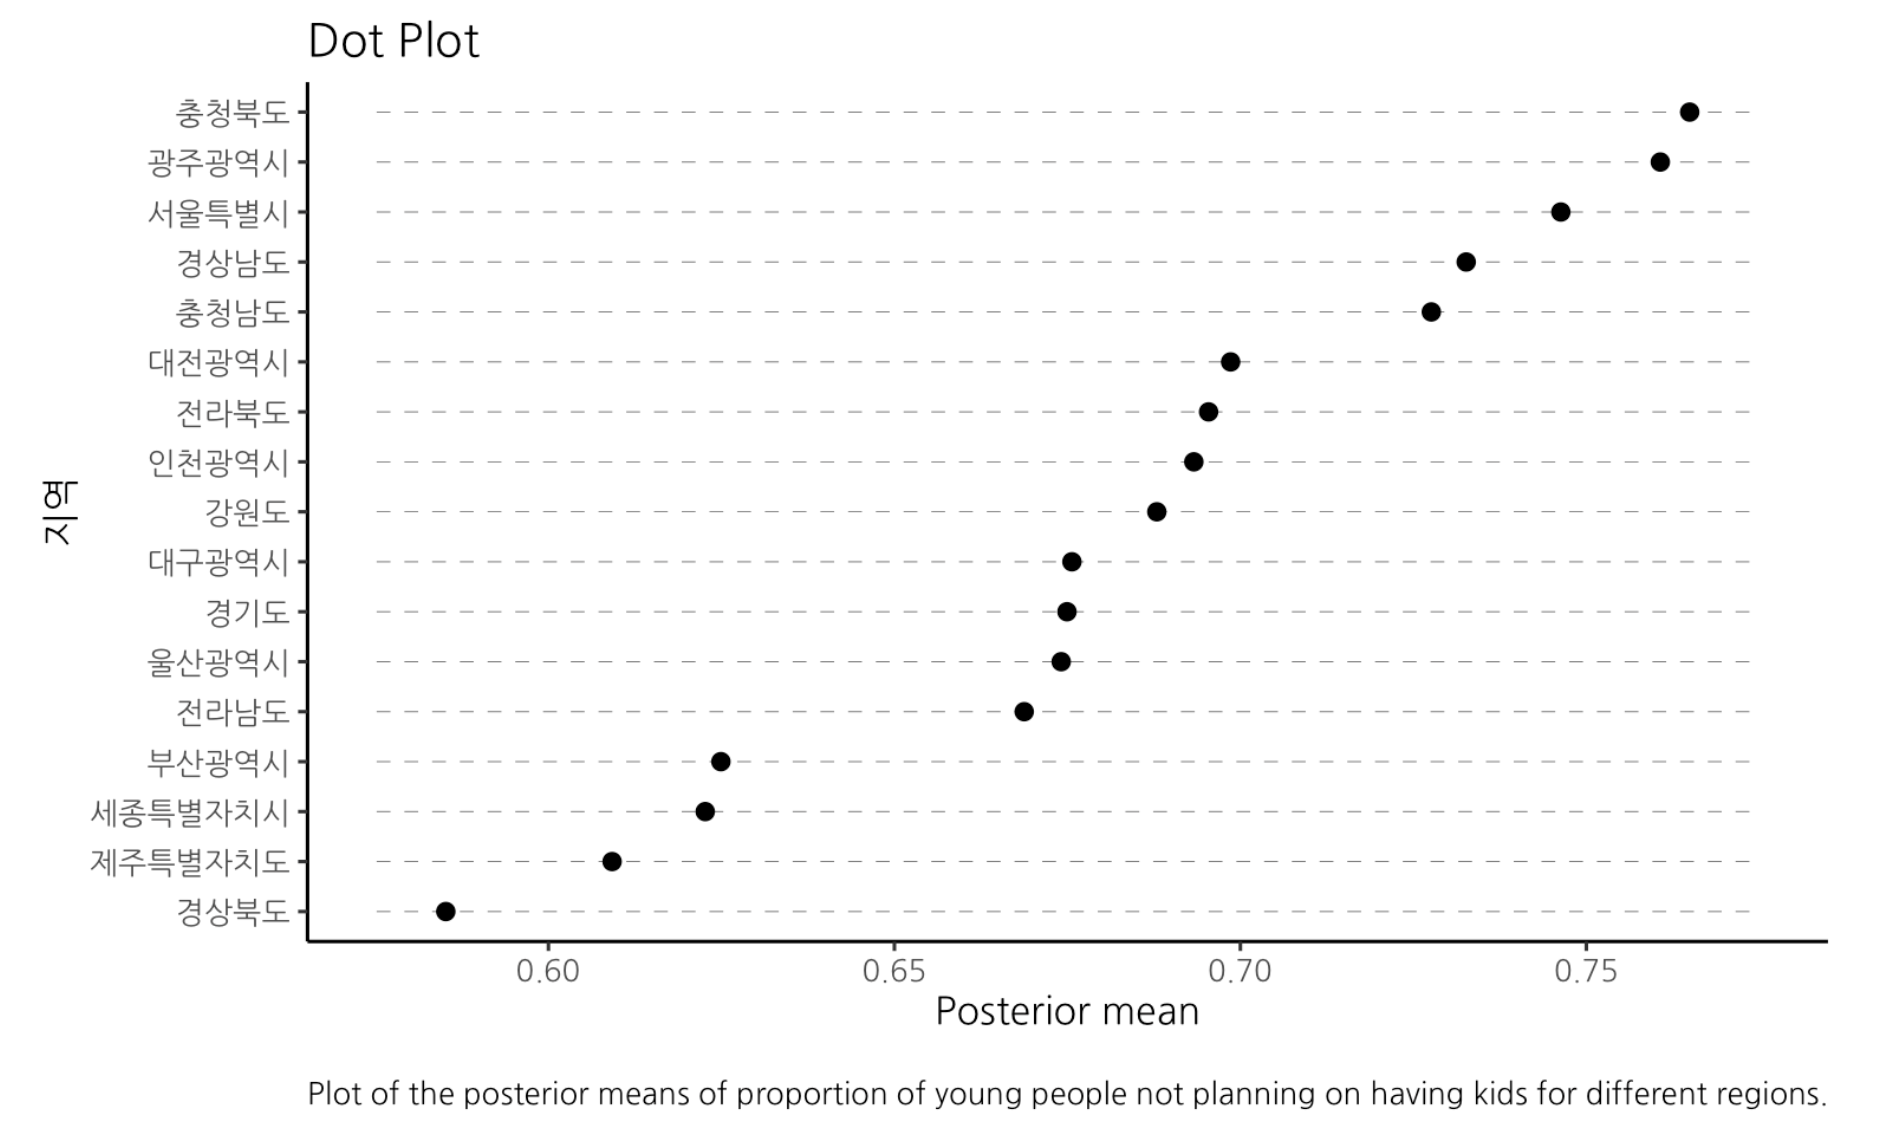 Dot Plot
충청북도
광주광역시
서울특별시
경상남도
충청남도
대전광역시
전라북도
인천광역시
강원도
대구광역시
경기도
울산광역시
전라남도
부산광역시
세종특별자치시
제주특별자치도
경상북도
지역
0.60 0.65 0.70 0.75
Posterior mean
Plot of the posterior means of proportion of young people not planning on having kids for different regions.